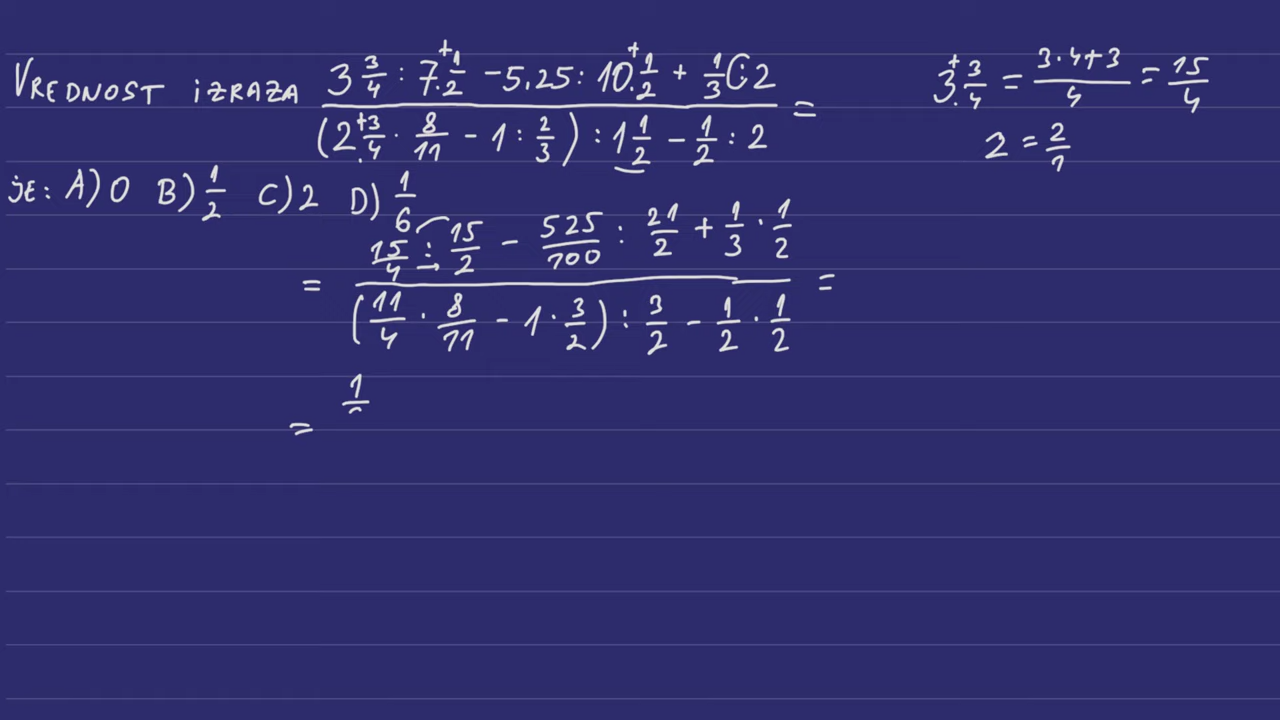 VREDNOST IZRAZA (3 3/4 : 7 1/2 - 5,25 : 10 1/2 + 1/3 : 2) / ((2 3/4 · 8/11 - 1 : 2/3) : 1 1/2 - 1/2 : 2) =
3 3/4 = (3·4+3)/4 = 15/4
2 = 2/1
JE: A) 0 B) 1/2 C) 2 D) 1/6
= (15/4 : 15/2 - 525/100 : 21/2 + 1/3 · 1/2) / ((11/4 · 8/11 - 1 · 3/2) : 3/2 - 1/2 · 1/2) =
= 1/